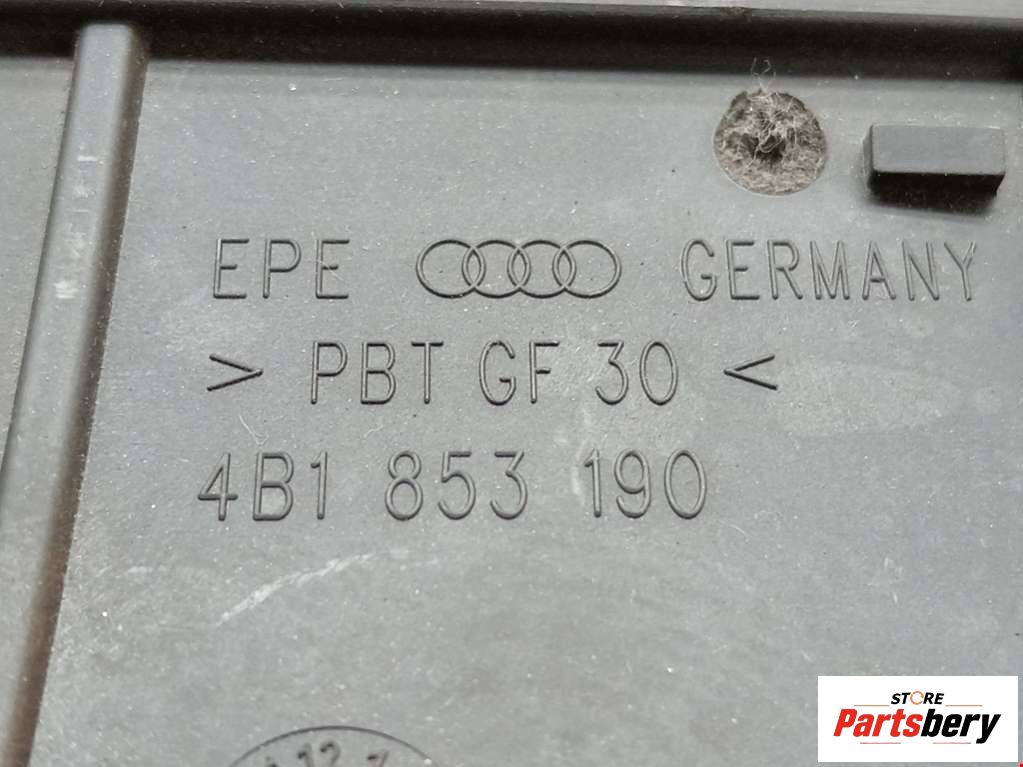 EPE GERMANY
> PBT GF 30 <
4B1 853 190
STORE
Partsbery